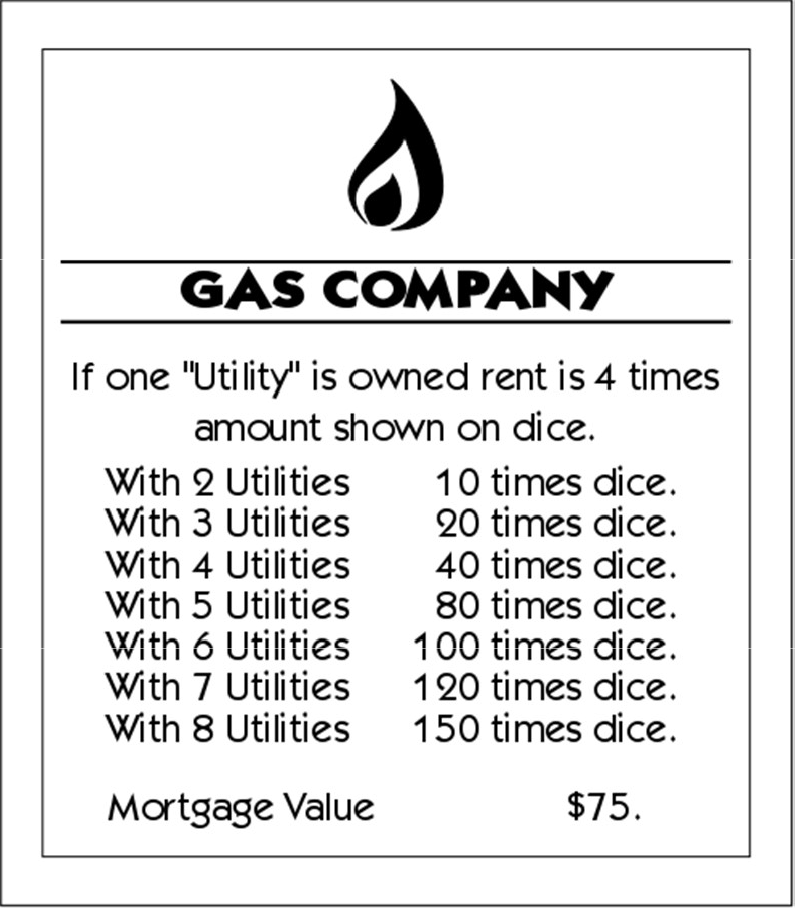 GAS COMPANY
If one "Utility" is owned rent is 4 times
amount shown on dice.
With 2 Utilities 10 times dice.
With 3 Utilities 20 times dice.
With 4 Utilities 40 times dice.
With 5 Utilities 80 times dice.
With 6 Utilities 100 times dice.
With 7 Utilities 120 times dice.
With 8 Utilities 150 times dice.
Mortgage Value $75.